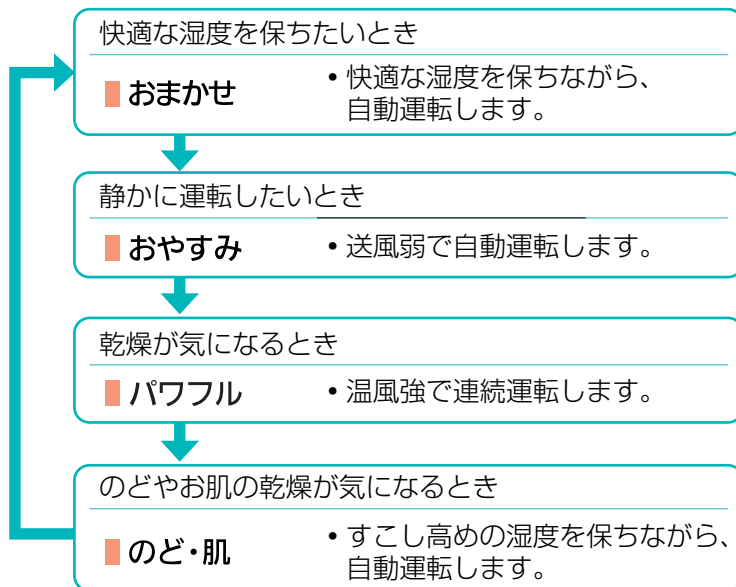 快適な湿度を保ちたいとき
おまかせ
•快適な湿度を保ちながら、
自動運転します。
静かに運転したいとき
おやすみ
•送風弱で自動運転します。
乾燥が気になるとき
パワフル
•温風強で連続運転します。
のどやお肌の乾燥が気になるとき
のど・肌
•すこし高めの湿度を保ちながら、
自動運転します。